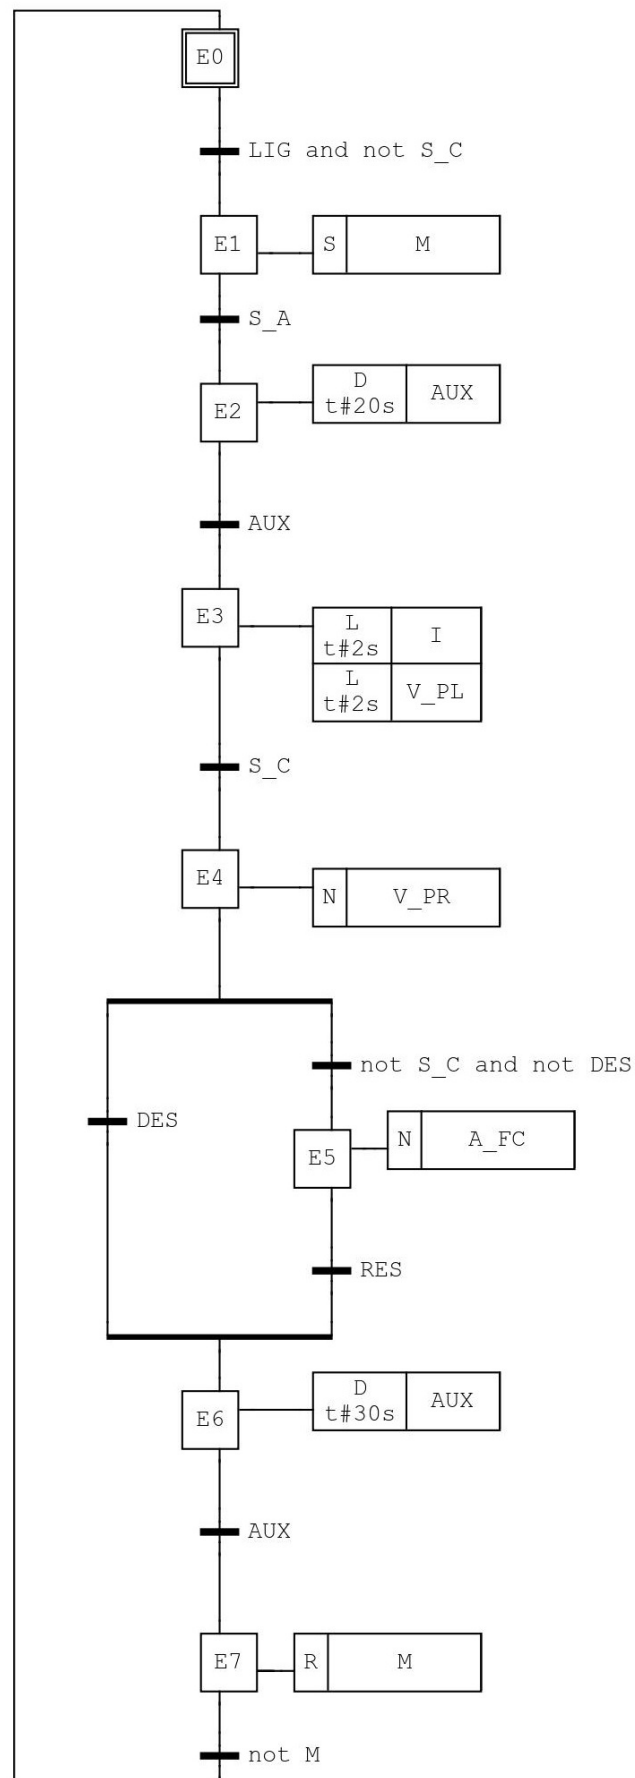 E0
LIG and not S_C
E1
S
M
S_A
E2
D
t#20s
AUX
AUX
E3
L
t#2s
I
L
t#2s
V_PL
S_C
E4
N
V_PR
not S_C and not DES
DES
E5
N
A_FC
RES
E6
D
t#30s
AUX
AUX
E7
R
M
not M